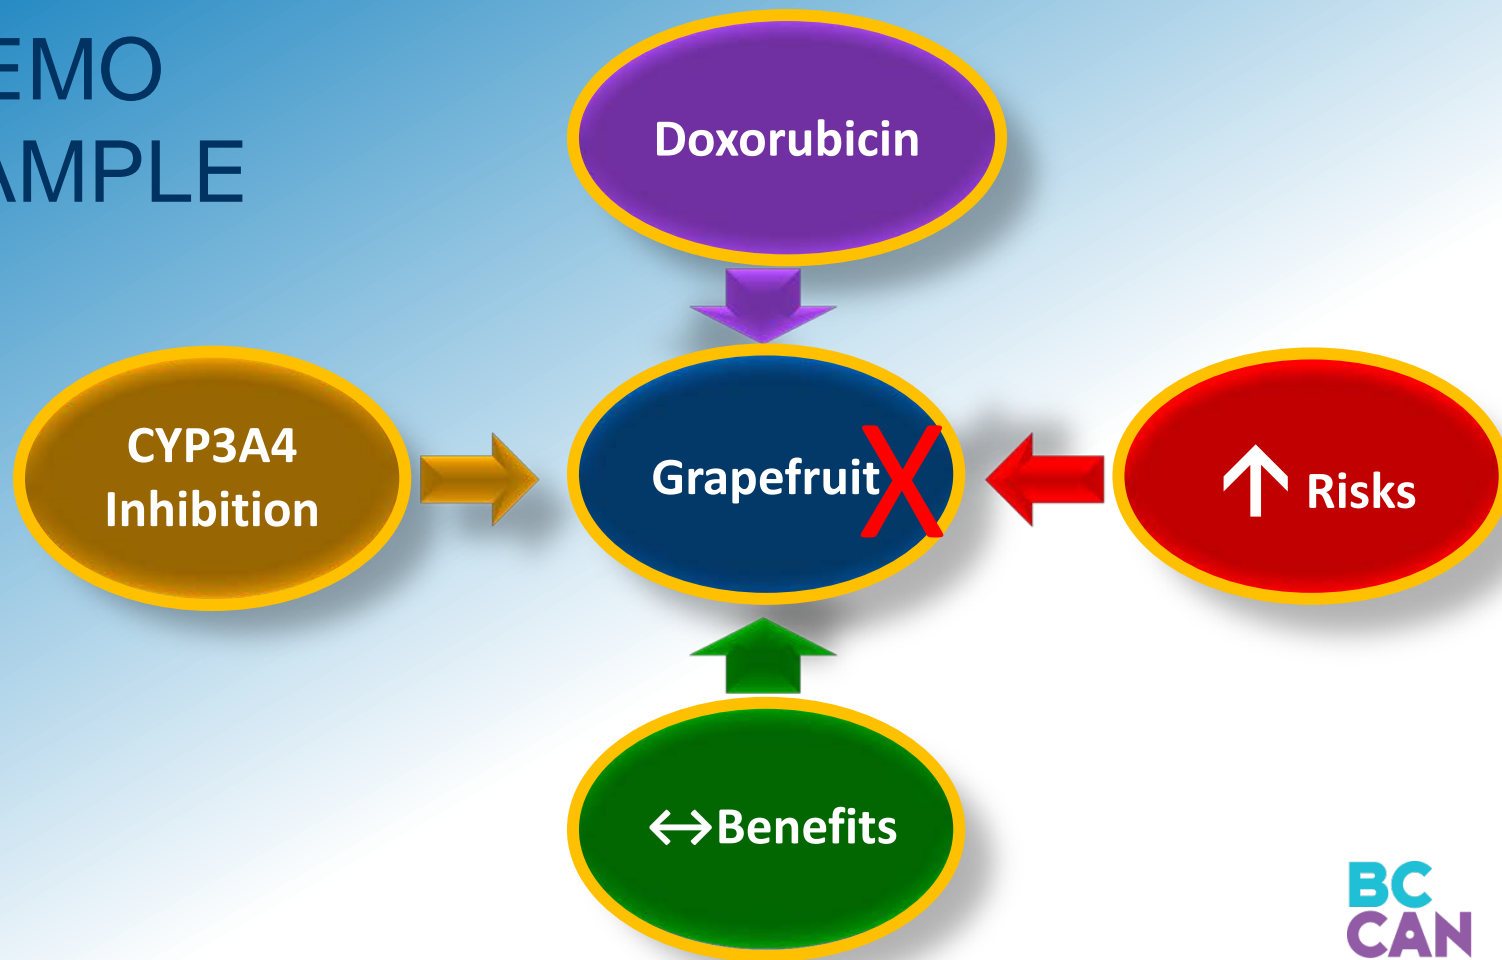 EMO
AMPLE
Doxorubicin
CYP3A4
Inhibition
Grapefruit X
↑ Risks
↔Benefits
BC
CAN